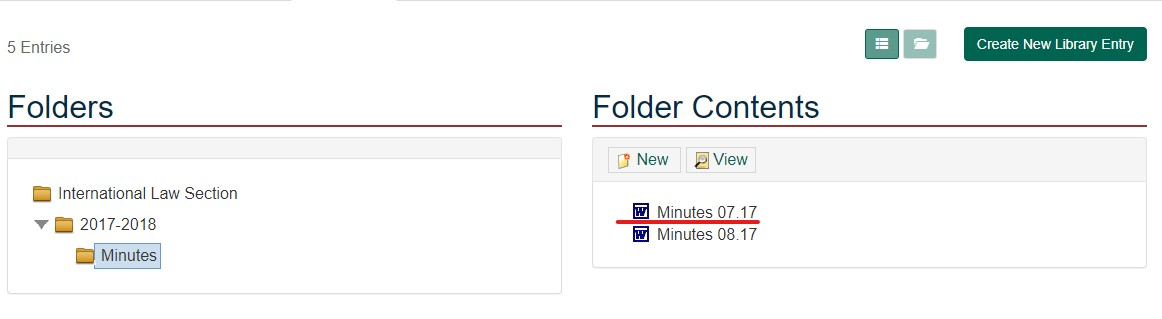 5 Entries
Create New Library Entry
Folders
International Law Section
2017-2018
Minutes
Folder Contents
New
View
Minutes 07.17
Minutes 08.17